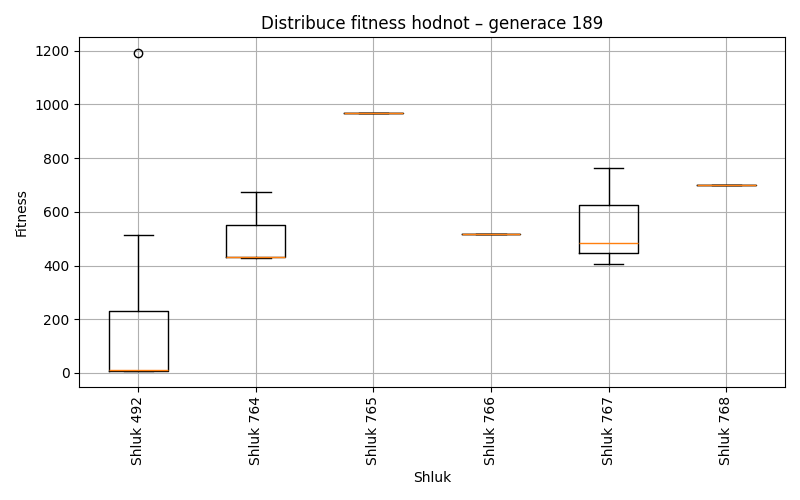 Distribuce fitness hodnot – generace 189
Fitness
1200
1000
800
600
400
200
0
Shluk 492
Shluk 764
Shluk 765
Shluk 766
Shluk 767
Shluk 768
Shluk